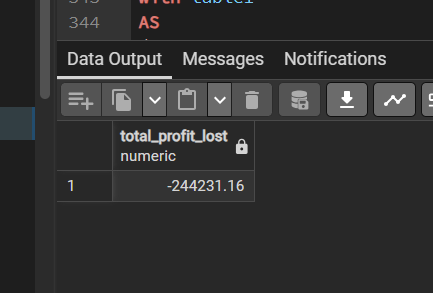 344 AS
Data Output Messages Notifications
total_profit_lost
numeric
1 -244231.16